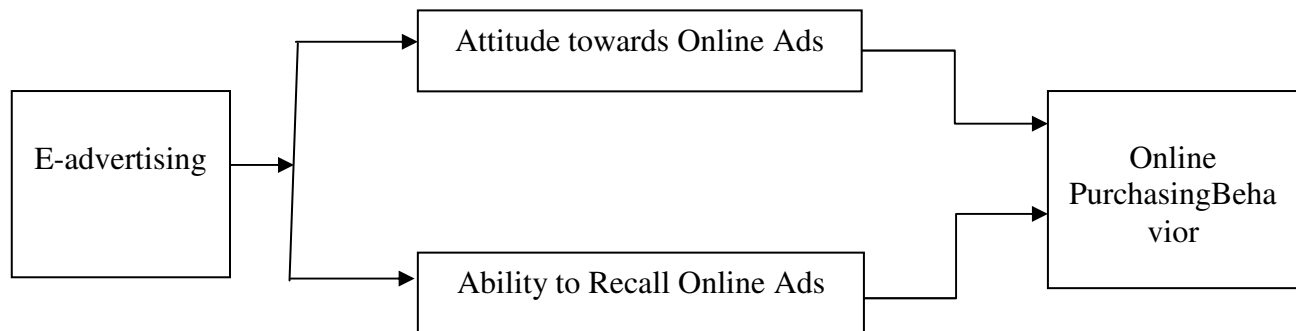 Attitude towards Online Ads
E-advertising
Online
PurchasingBeha
vior
Ability to Recall Online Ads